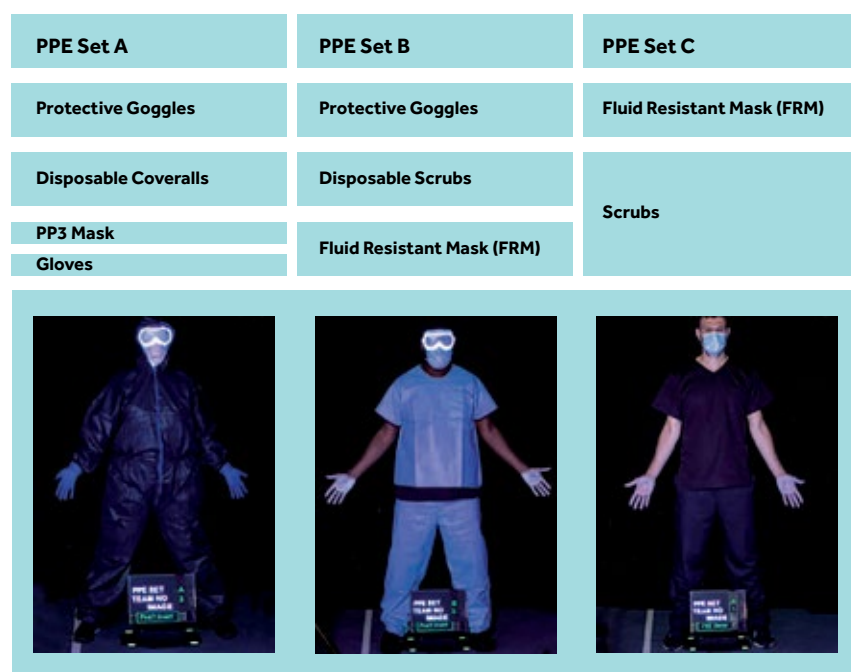 PPE Set A
PPE Set B
PPE Set C
Protective Goggles
Protective Goggles
Fluid Resistant Mask (FRM)
Disposable Coveralls
Disposable Scrubs
Scrubs
PP3 Mask
Fluid Resistant Mask (FRM)
Gloves
PPE SET
TEAM NO
IMAGE
PPE SET
TEAM NO
IMAGE
PPE SET
TEAM NO
IMAGE